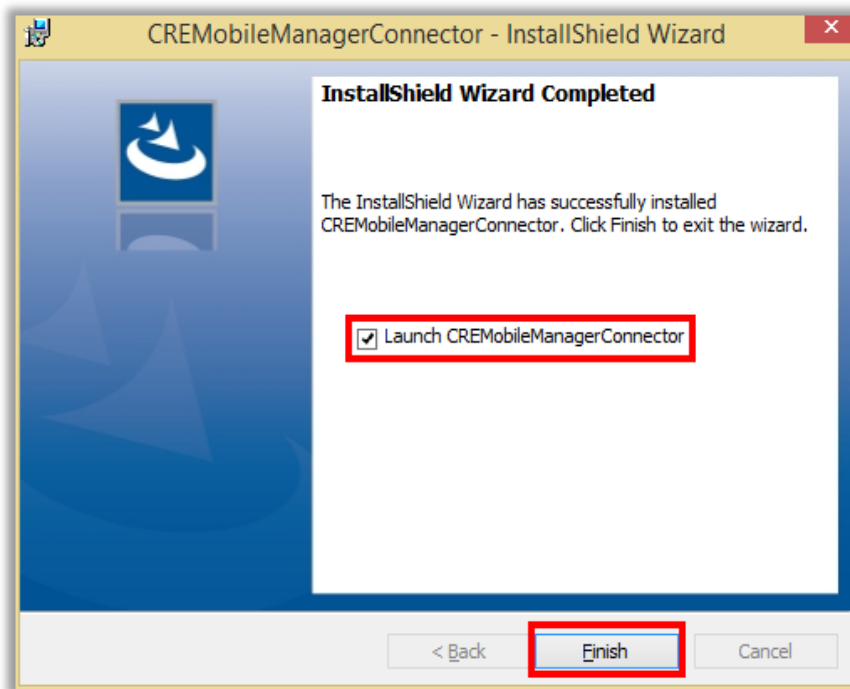 CREMobileManagerConnector - InstallShield Wizard
InstallShield Wizard Completed
The InstallShield Wizard has successfully installed
CREMobileManagerConnector. Click Finish to exit the wizard.
Launch CREMobileManagerConnector
< Back
Finish
Cancel